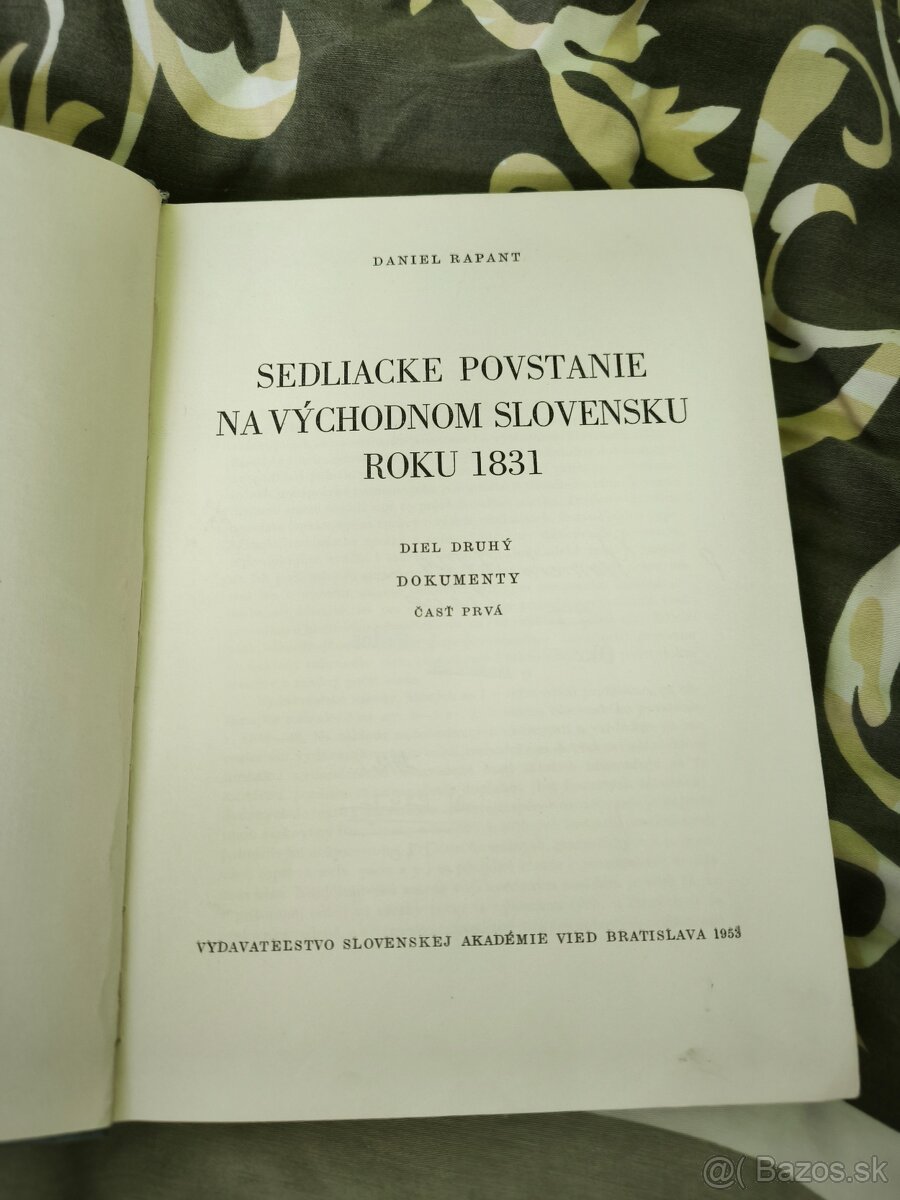 DANIEL RAPANT
SEDLIACKE POVSTANIE
NA VÝCHODNOM SLOVENSKU
ROKU 1831
DIEL DRUHÝ
DOKUMENTY
ČASŤ PRVÁ
VYDAVATEĽSTVO SLOVENSKEJ AKADÉMIE VIED BRATISLAVA 1953
@( Bazos.sk